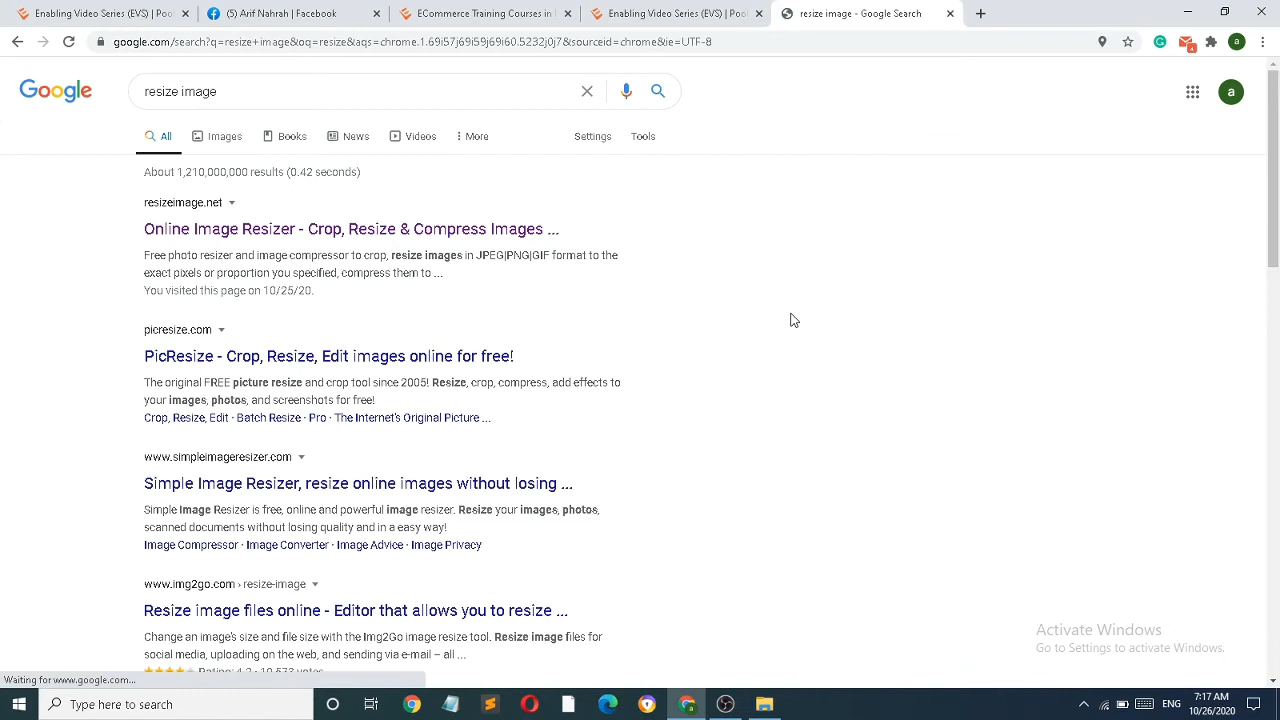 Enabling Video Series (EVS) | Pool
(5) Arif Nahrah | Facebook
ECommerce Training Courses in
Enabling Video Series (EVS) | Pool
resize image - Google Search
google.com/search?q=resize+image&oq=resize&aqs=chrome.1.69i57j69i59j69i60.5232j0j7&sourceid=chrome&ie=UTF-8
4
a
Google
resize image
a
All
Images
Books
News
Videos
More
Settings
Tools
About 1,210,000,000 results (0.42 seconds)
resizeimage.net
Online Image Resizer - Crop, Resize & Compress Images ...
Free photo resizer and image compressor to crop, resize images in JPEG|PNG|GIF format to the
exact pixels or proportion you specified, compress them to ...
You visited this page on 10/25/20.
picresize.com
PicResize - Crop, Resize, Edit images online for free!
The original FREE picture resize and crop tool since 2005! Resize, crop, compress, add effects to
your images, photos, and screenshots for free!
Crop, Resize, Edit · Batch Resize · Pro · The Internet's Original Picture ...
www.simpleimageresizer.com
Simple Image Resizer, resize online images without losing ...
Simple Image Resizer is free, online and powerful image resizer. Resize your images, photos,
scanned documents without losing quality and in a easy way!
Image Compressor · Image Converter · Image Advice · Image Privacy
www.img2go.com › resize-image
Resize image files online - Editor that allows you to resize ...
Change an image's size and file size with the Img2Go image resize tool. Resize image files for
social media, uploading on the web, and sending via e-mail – all ...
Rating: 4.2 · 10,573 votes
Activate Windows
Go to Settings to activate Windows.
Waiting for www.google.com...
Type here to search
ENG
7:17 AM
10/26/2020